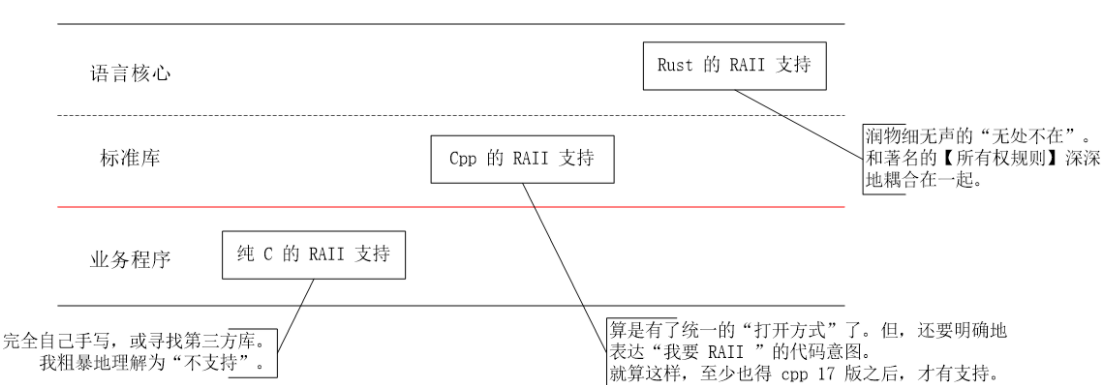 语言核心
Rust 的 RAII 支持
润物细无声的“无处不在”。
和著名的【所有权规则】深深
地耦合在一起。
标准库
Cpp 的 RAII 支持
业务程序
纯 C 的 RAII 支持
完全自己手写，或寻找第三方库。
我粗暴地理解为“不支持”。
算是有了统一的“打开方式”了。但，还要明确地
表达“我要 RAII ”的代码意图。
就算这样，至少也得 cpp 17 版之后，才有支持。